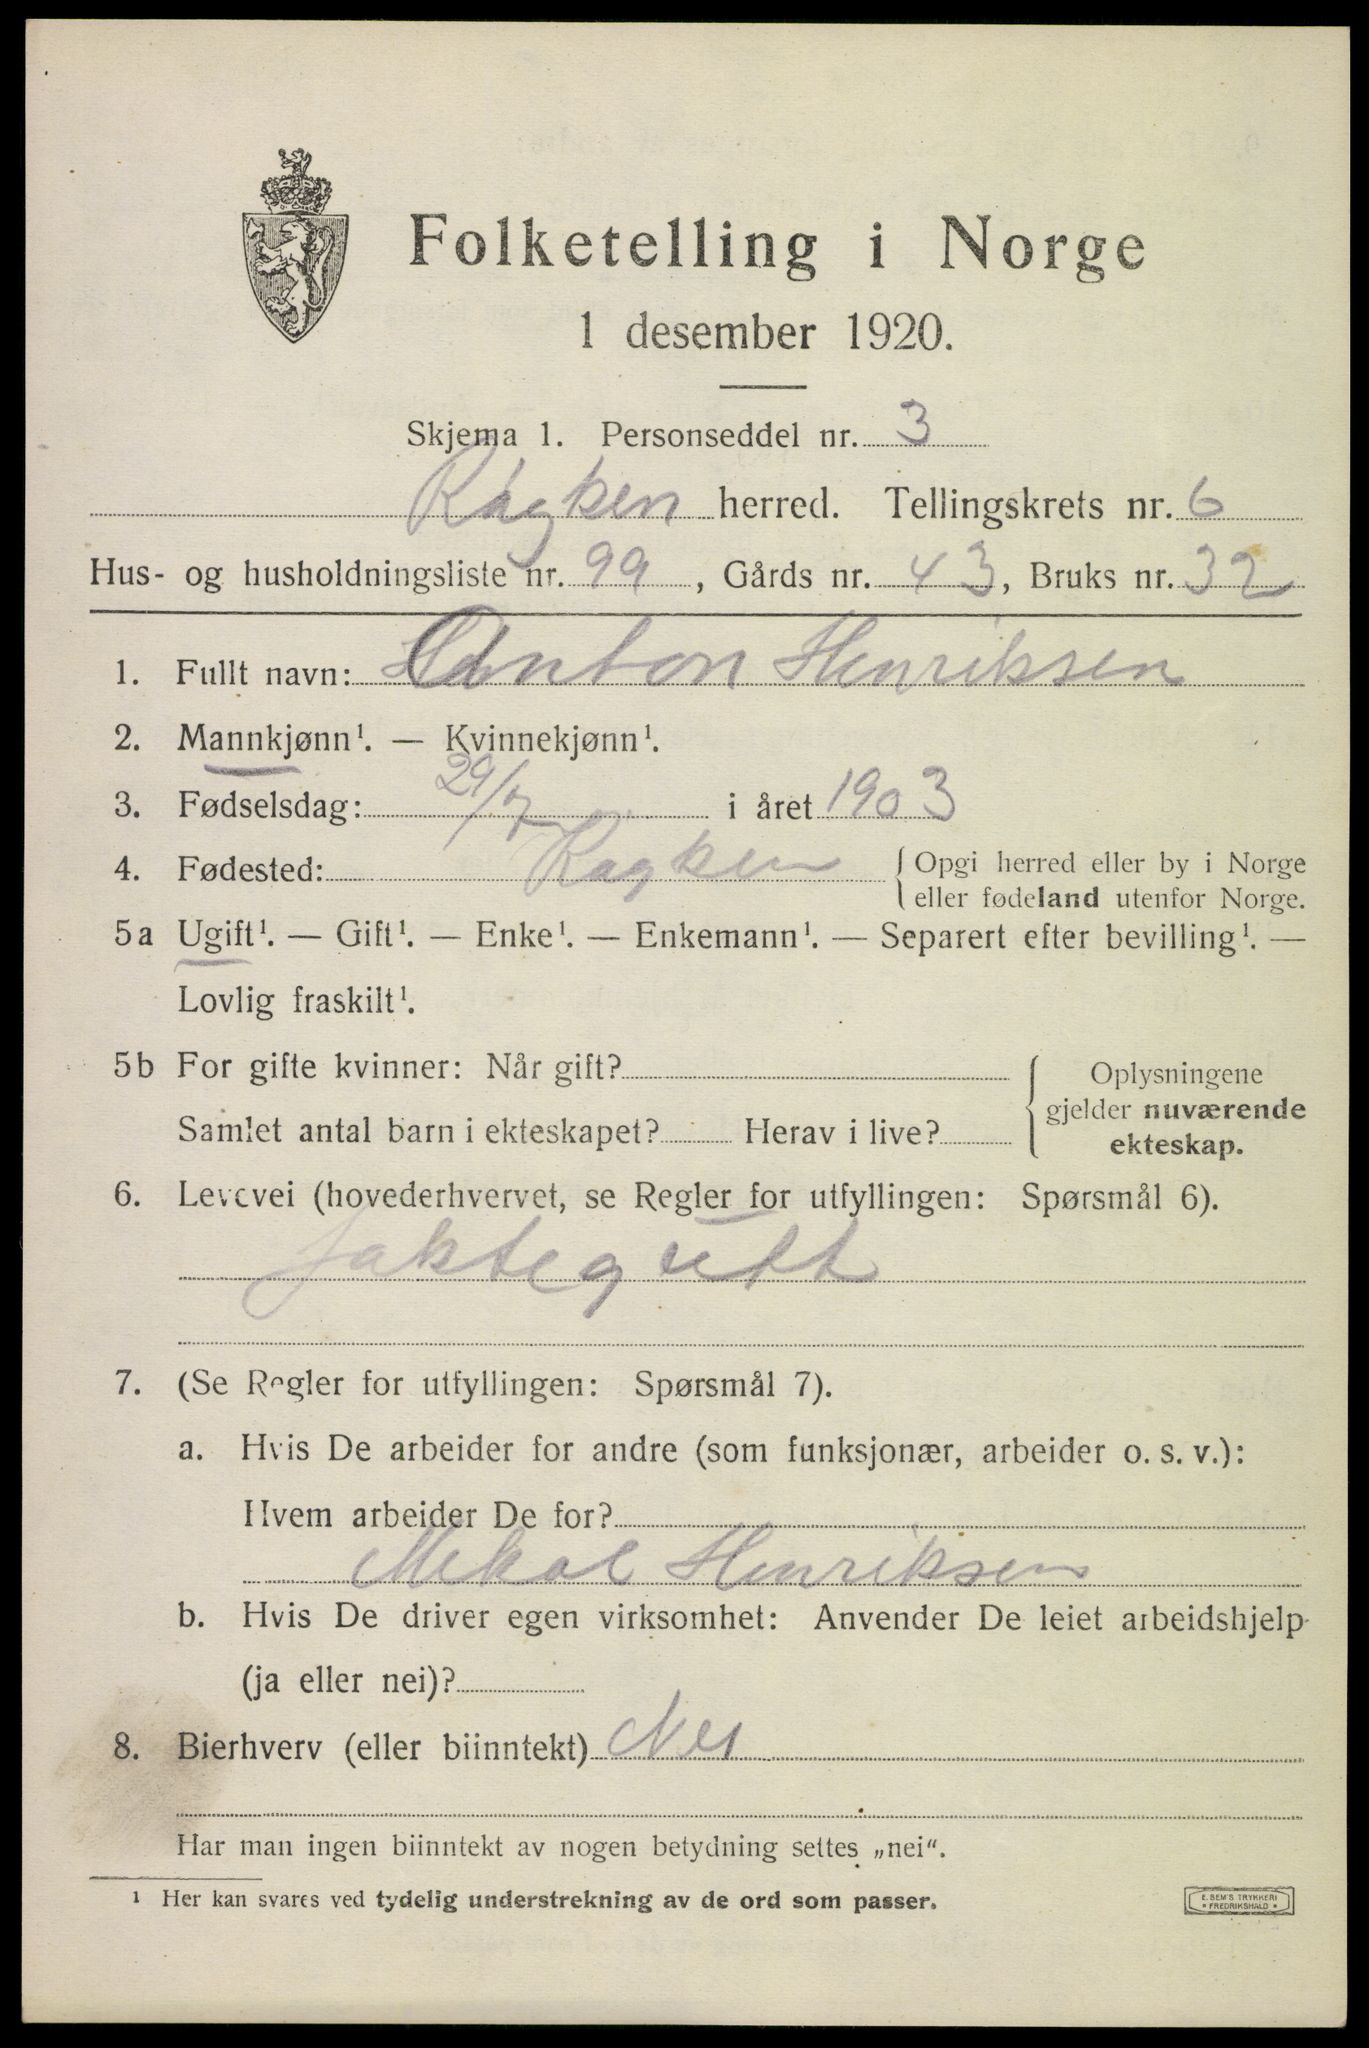 Folketelling i Norge
1 desember 1920.
Skjema 1. Personseddel nr. 3
Røyken herred. Tellingskrets nr. 6
Hus- og husholdningsliste nr. 99, Gårds nr. 43, Bruks nr. 32
1. Fullt navn: Anton Henriksen
2. Mannkjønn¹. — Kvinnekjønn¹.
3. Fødselsdag: 29/7 i året 1903
4. Fødested: Røyken { Opgi herred eller by i Norge
eller fødeland utenfor Norge.
5a Ugift¹. — Gift¹. — Enke¹. — Enkemann¹. — Separert efter bevilling¹. —
Lovlig fraskilt¹.
5b For gifte kvinner: Når gift?
Samlet antal barn i ekteskapet? Herav i live?
{ Oplysningene
gjelder nuværende
ekteskap.
6. Levevei (hovederhvervet, se Regler for utfyllingen: Spørsmål 6).
Jaktegutt
7. (Se Regler for utfyllingen: Spørsmål 7).
a. Hvis De arbeider for andre (som funksjonær, arbeider o. s. v.):
Hvem arbeider De for?
Mekal Henriksen
b. Hvis De driver egen virksomhet: Anvender De leiet arbeidshjelp
(ja eller nei)?
8. Bierhverv (eller biinntekt) Nei
Har man ingen biinntekt av nogen betydning settes „nei“.
¹ Her kan svares ved tydelig understrekning av de ord som passer.
E. SEM'S TRYKKERI
* FREDRIKSHALD *